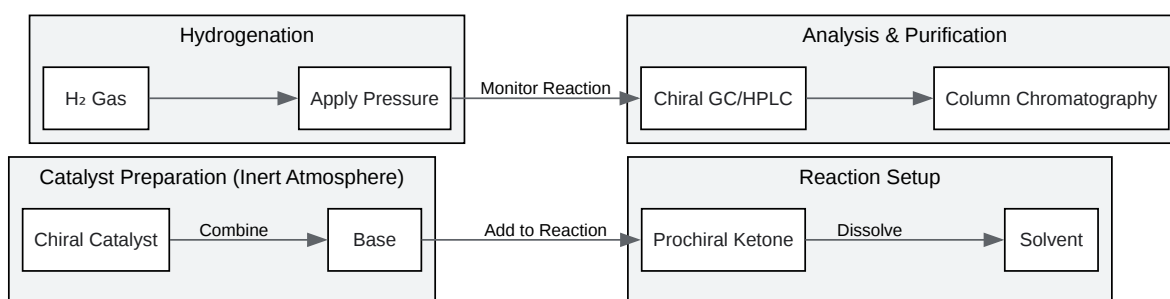 Hydrogenation
H₂ Gas
Apply Pressure
Monitor Reaction
Analysis & Purification
Chiral GC/HPLC
Column Chromatography
Catalyst Preparation (Inert Atmosphere)
Chiral Catalyst
Combine
Base
Add to Reaction
Reaction Setup
Prochiral Ketone
Dissolve
Solvent